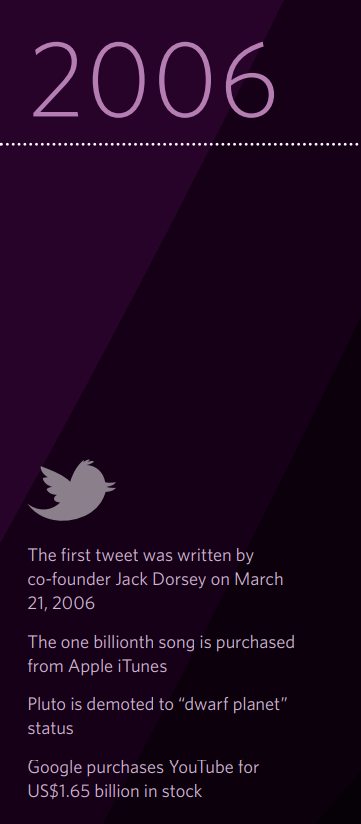 2006
The first tweet was written by
co-founder Jack Dorsey on March
21, 2006
The one billionth song is purchased
from Apple iTunes
Pluto is demoted to “dwarf planet”
status
Google purchases YouTube for
US$1.65 billion in stock